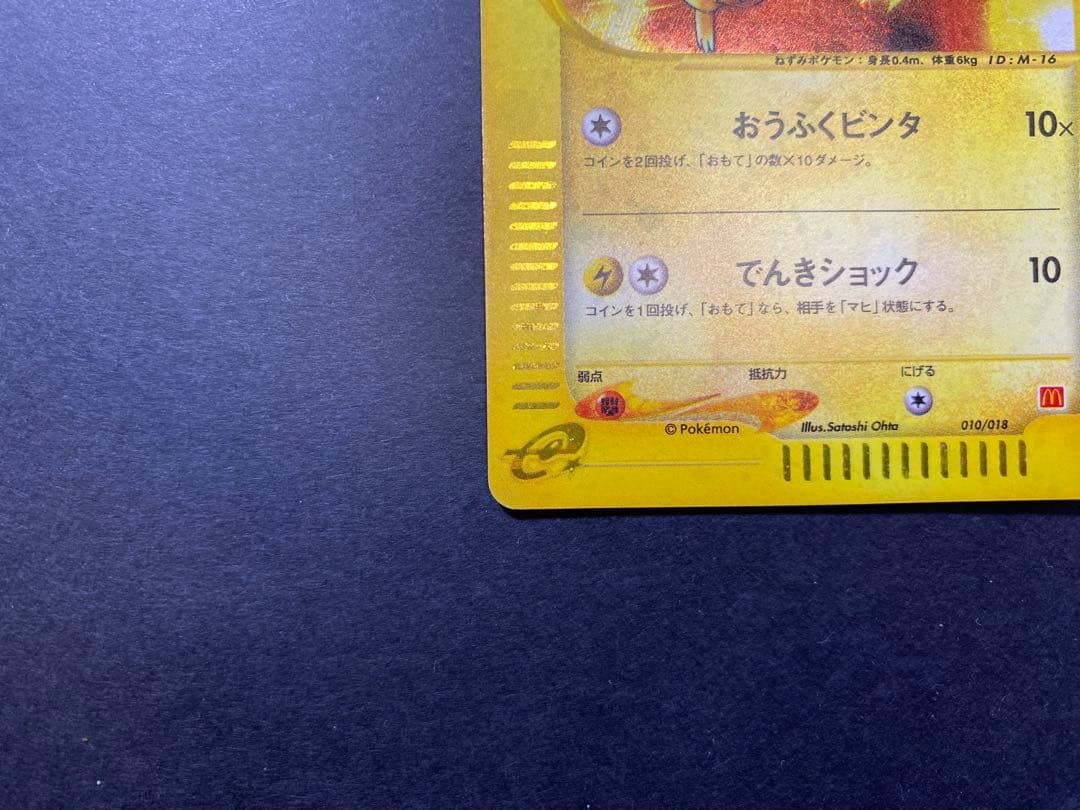 ねずみポケモン：身長0.4m、体重6kg ID：M-16
おうふくビンタ 10×
コインを2回投げ、「おもて」の数×10ダメージ。
でんきショック 10
コインを1回投げ、「おもて」なら、相手を「マヒ」状態にする。
弱点 抵抗力 にげる
© Pokémon Illus.Satoshi Ohta 010/018